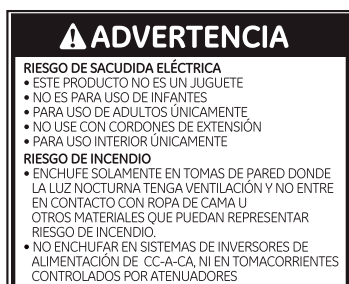 ADVERTENCIA
RIESGO DE SACUDIDA ELÉCTRICA
• ESTE PRODUCTO NO ES UN JUGUETE
• NO ES PARA USO DE INFANTES
• PARA USO DE ADULTOS ÚNICAMENTE
• NO USE CON CORDONES DE EXTENSIÓN
• PARA USO INTERIOR ÚNICAMENTE
RIESGO DE INCENDIO
• ENCHUFE SOLAMENTE EN TOMAS DE PARED DONDE
LA LUZ NOCTURNA TENGA VENTILACIÓN Y NO ENTRE
EN CONTACTO CON ROPA DE CAMA U
OTROS MATERIALES QUE PUEDAN REPRESENTAR
RIESGO DE INCENDIO.
• NO ENCHUFAR EN SISTEMAS DE INVERSORES DE
ALIMENTACIÓN DE CC-A-CA, NI EN TOMACORRIENTES
CONTROLADOS POR ATENUADORES